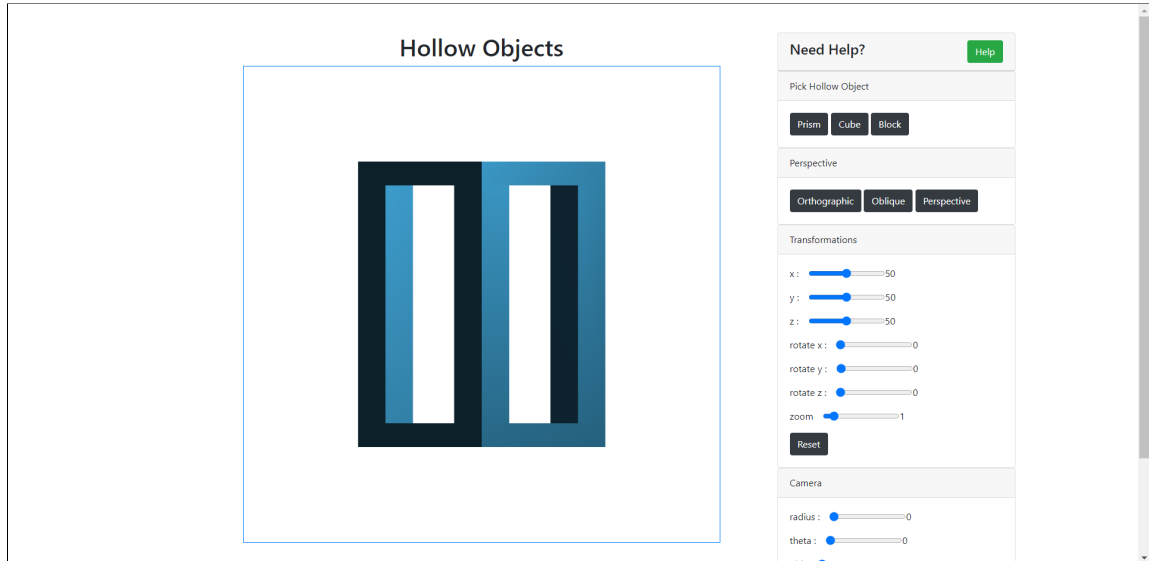 Hollow Objects
Need Help?
Help
Pick Hollow Object
Prism Cube Block
Perspective
Orthographic Oblique Perspective
Transformations
x : 50
y : 50
z : 50
rotate x : 0
rotate y : 0
rotate z : 0
zoom 1
Reset
Camera
radius : 0
theta : 0